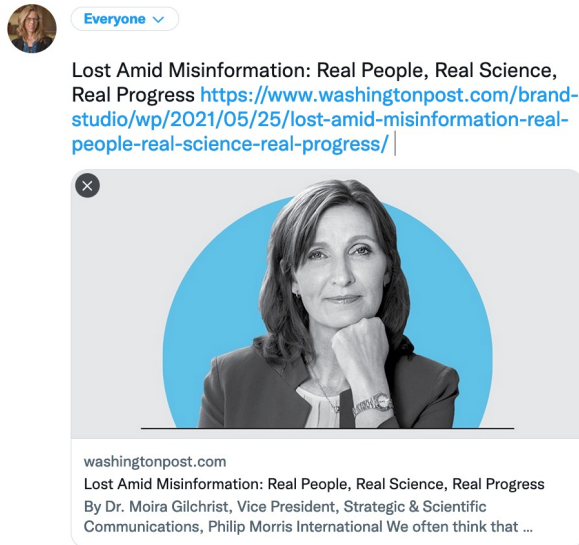 Everyone
Lost Amid Misinformation: Real People, Real Science,
Real Progress https://www.washingtonpost.com/brand-
studio/wp/2021/05/25/lost-amid-misinformation-real-
people-real-science-real-progress/
washingtonpost.com
Lost Amid Misinformation: Real People, Real Science, Real Progress
By Dr. Moira Gilchrist, Vice President, Strategic & Scientific
Communications, Philip Morris International We often think that ...